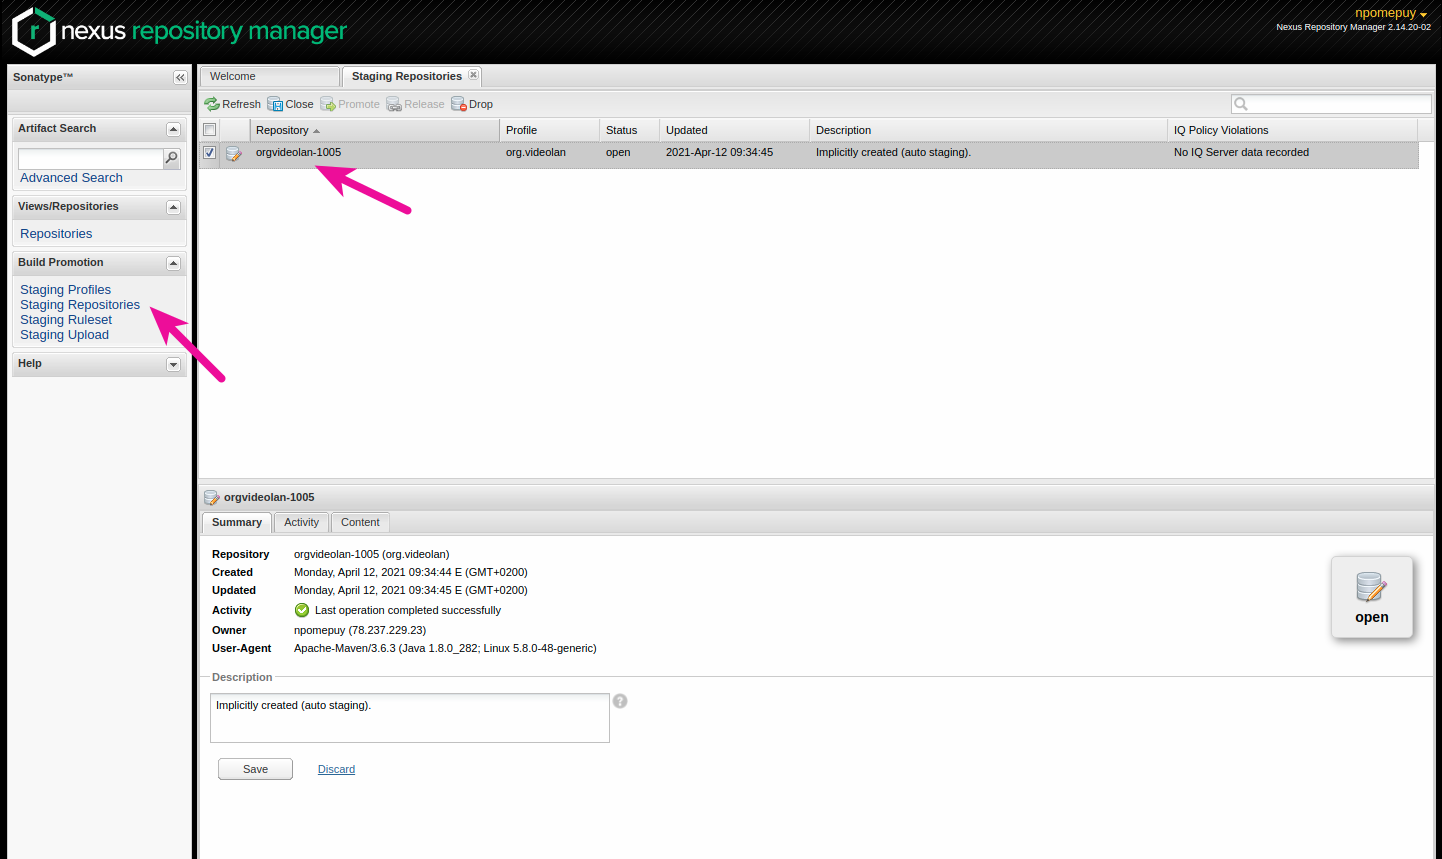 nexus repository manager
npomepuy
Nexus Repository Manager 2.14.20-02
Sonatype™
Welcome
Staging Repositories
Refresh Close Promote Release Drop
Artifact Search
Advanced Search
Views/Repositories
Repositories
Build Promotion
Staging Profiles
Staging Repositories
Staging Ruleset
Staging Upload
Help
Repository Profile Status Updated Description IQ Policy Violations
orgvideolan-1005 org.videolan open 2021-Apr-12 09:34:45 Implicitly created (auto staging). No IQ Server data recorded
orgvideolan-1005
Summary Activity Content
Repository orgvideolan-1005 (org.videolan)
Created Monday, April 12, 2021 09:34:44 E (GMT+0200)
Updated Monday, April 12, 2021 09:34:45 E (GMT+0200)
Activity Last operation completed successfully
Owner npomepuy (78.237.229.23)
User-Agent Apache-Maven/3.6.3 (Java 1.8.0_282; Linux 5.8.0-48-generic)
open
Description
Implicitly created (auto staging).
Save Discard